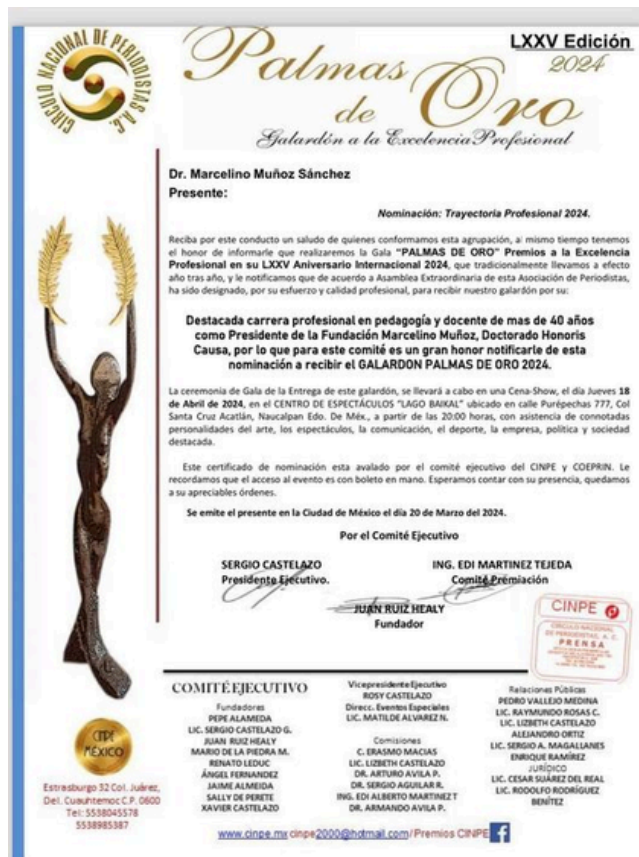 CÍRCULO NACIONAL DE PERIODISTAS A.C.
LXXV Edición
2024
Palmas
de Oro
Galardón a la Excelencia Profesional
Dr. Marcelino Muñoz Sánchez
Presente:
Nominación: Trayectoria Profesional 2024.
Reciba por este conducto un saludo de quienes conformamos esta agrupación, al mismo tiempo tenemos
el honor de informarle que realizaremos la Gala “PALMAS DE ORO” Premios a la Excelencia
Profesional en su LXXV Aniversario Internacional 2024, que tradicionalmente llevamos a efecto
año tras año, y le notificamos que de acuerdo a Asamblea Extraordinaria de esta Asociación de Periodistas,
ha sido designado, por su esfuerzo y calidad profesional, para recibir nuestro galardón por su:
Destacada carrera profesional en pedagogía y docente de mas de 40 años
como Presidente de la Fundación Marcelino Muñoz, Doctorado Honoris
Causa, por lo que para este comité es un gran honor notificarle de esta
nominación a recibir el GALARDON PALMAS DE ORO 2024.
La ceremonia de Gala de la Entrega de este galardón, se llevará a cabo en una Cena-Show, el día Jueves 18
de Abril de 2024, en el CENTRO DE ESPECTÁCULOS “LAGO BAIKAL” ubicado en calle Purépechas 777, Col
Santa Cruz Acatlán, Naucalpan Edo. De Méx., a partir de las 20:00 horas, con asistencia de connotadas
personalidades del arte, los espectáculos, la comunicación, el deporte, la empresa, política y sociedad
destacada.
Este certificado de nominación esta avalado por el comité ejecutivo del CINPE y COEPRIN. Le
recordamos que el acceso al evento es con boleto en mano. Esperamos contar con su presencia, quedamos
a su apreciables órdenes.
Se emite el presente en la Ciudad de México el día 20 de Marzo del 2024.
Por el Comité Ejecutivo
SERGIO CASTELAZO
Presidente Ejecutivo.
ING. EDI MARTINEZ TEJEDA
Comité Premiación
JUAN RUIZ HEALY
Fundador
CINPE
CIRCULO NACIONAL
DE PERIODISTAS, A. C.
PRENSA
COMITÉ EJECUTIVO
Fundadores
PEPE ALAMEDA
LIC. SERGIO CASTELAZO G.
JUAN RUIZ HEALY
MARIO DE LA PIEDRA M.
RENATO LEDUC
ÁNGEL FERNANDEZ
JAIME ALMEIDA
SALLY DE PERETE
XAVIER CASTELAZO
Vicepresidente Ejecutivo
ROSY CASTELAZO
Direcc. Eventos Especiales
LIC. MATILDE ALVAREZ N.
Comisiones
C. ERASMO MACIAS
LIC. LIZBETH CASTELAZO
DR. ARTURO AVILA P.
DR. SERGIO AGUILAR R.
ING. EDI ALBERTO MARTINEZ T
DR. ARMANDO AVILA P.
Relaciones Públicas
PEDRO VALLEJO MEDINA
LIC. RAYMUNDO ROSAS C.
LIC. LIZBETH CASTELAZO
ALEJANDRO ORTIZ
LIC. SERGIO A. MAGALLANES
ENRIQUE RAMÍREZ
JURÍDICO
LIC. CESAR SUÁREZ DEL REAL
LIC. RODOLFO RODRÍGUEZ
BENÍTEZ
CINPE
MÉXICO
Estrasburgo 32 Col. Juárez,
Del. Cuauhtemoc C.P. 0600
Tel: 5538045578
5538985387
www.cinpe.mx cinpe2000@hotmail.com/Premios CINPE